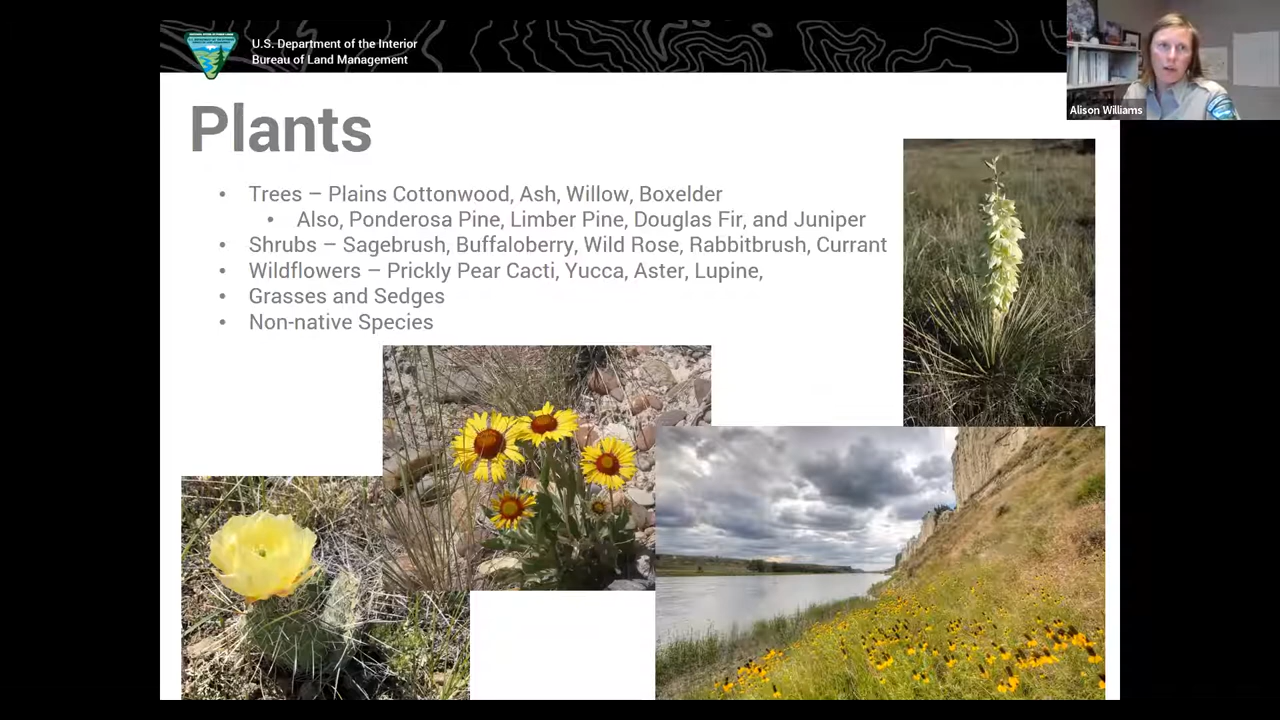 U.S. Department of the Interior
Bureau of Land Management
Alison Williams
Plants
• Trees – Plains Cottonwood, Ash, Willow, Boxelder
• Also, Ponderosa Pine, Limber Pine, Douglas Fir, and Juniper
• Shrubs – Sagebrush, Buffaloberry, Wild Rose, Rabbitbrush, Currant
• Wildflowers – Prickly Pear Cacti, Yucca, Aster, Lupine,
• Grasses and Sedges
• Non-native Species